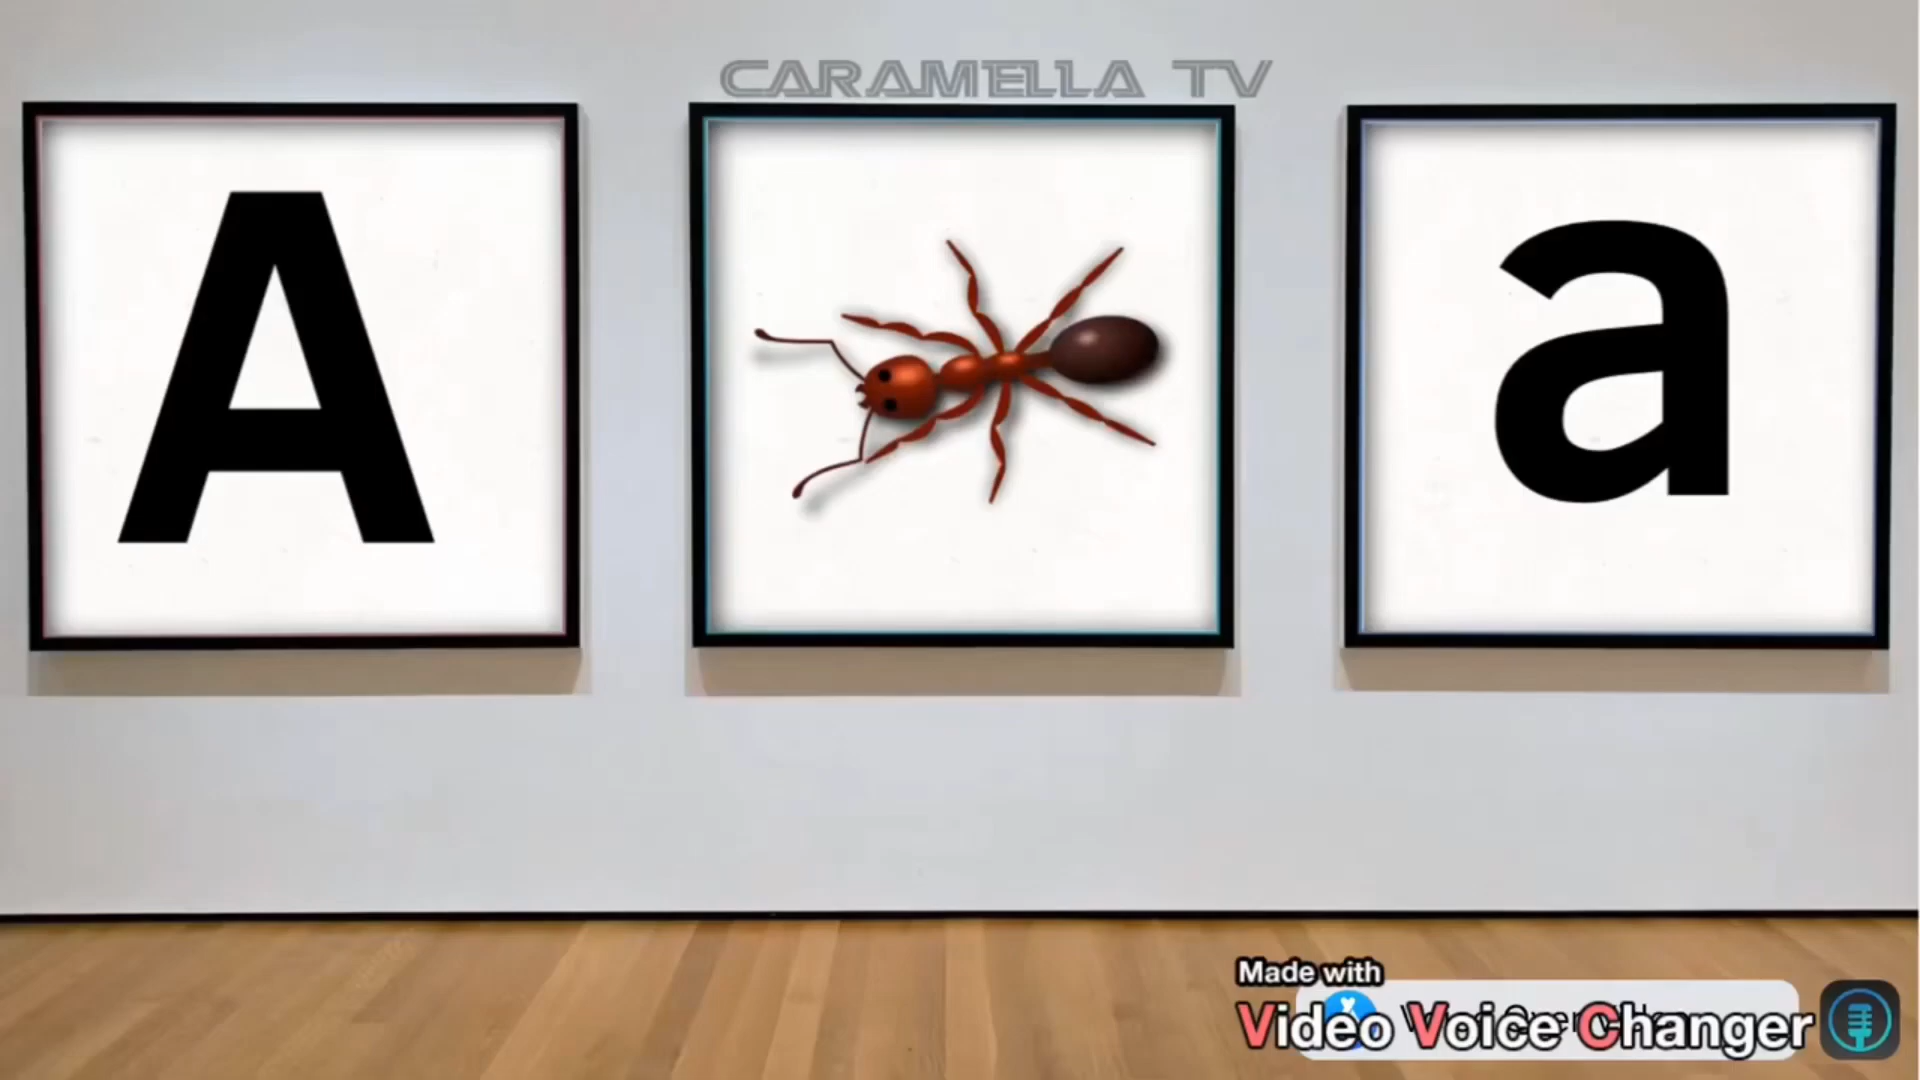 CARAMELLA TV
A
a
Made with
Video Voice Changer